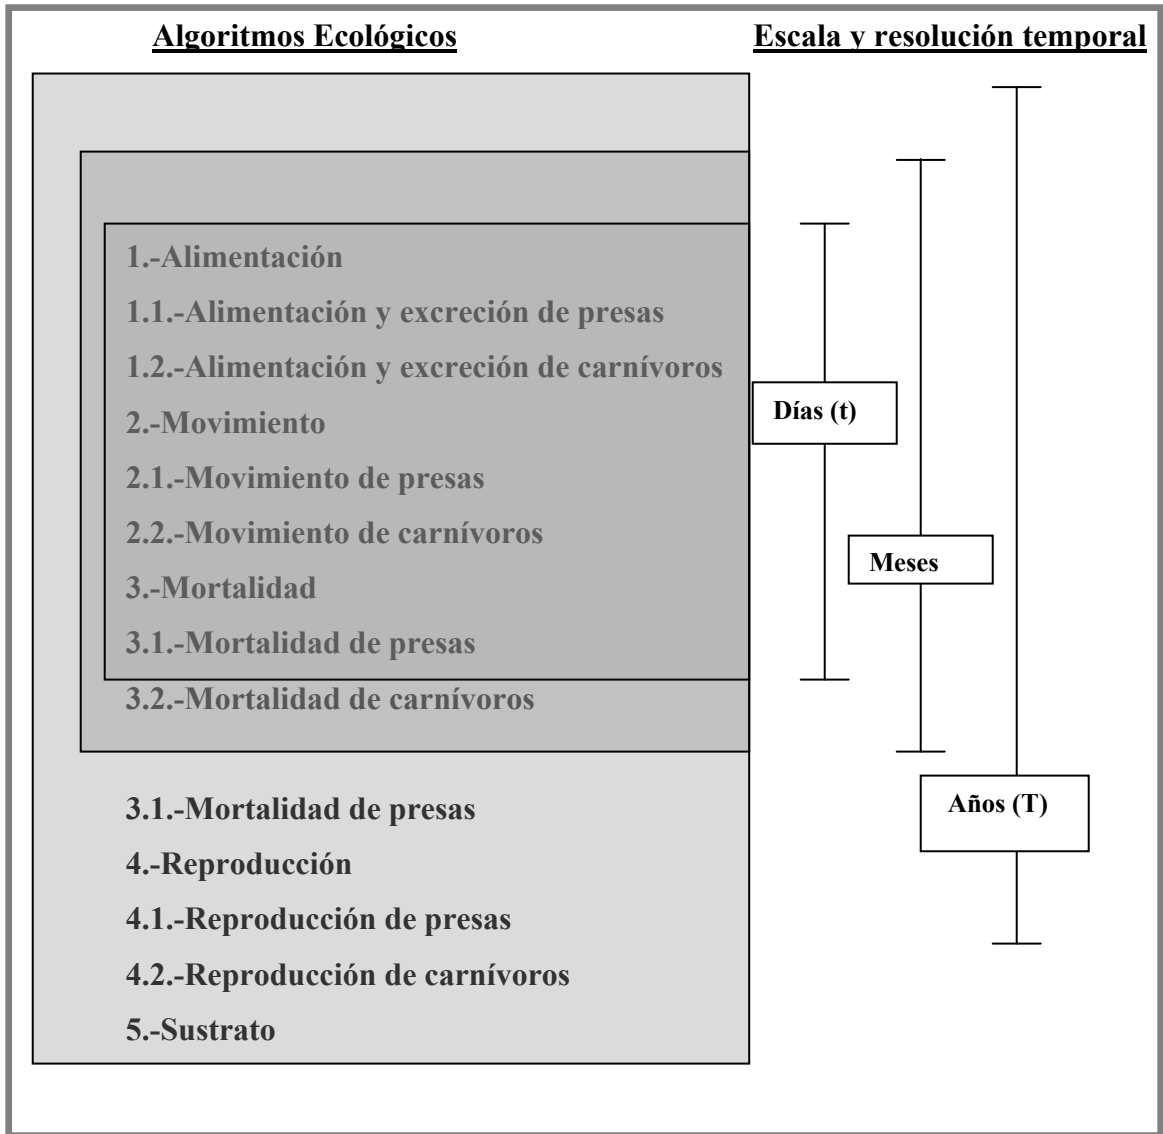 Algoritmos Ecológicos
Escala y resolución temporal
1.-Alimentación
1.1.-Alimentación y excreción de presas
1.2.-Alimentación y excreción de carnívoros
2.-Movimiento
2.1.-Movimiento de presas
2.2.-Movimiento de carnívoros
3.-Mortalidad
3.1.-Mortalidad de presas
3.2.-Mortalidad de carnívoros
3.1.-Mortalidad de presas
4.-Reproducción
4.1.-Reproducción de presas
4.2.-Reproducción de carnívoros
5.-Sustrato
Días (t)
Meses
Años (T)